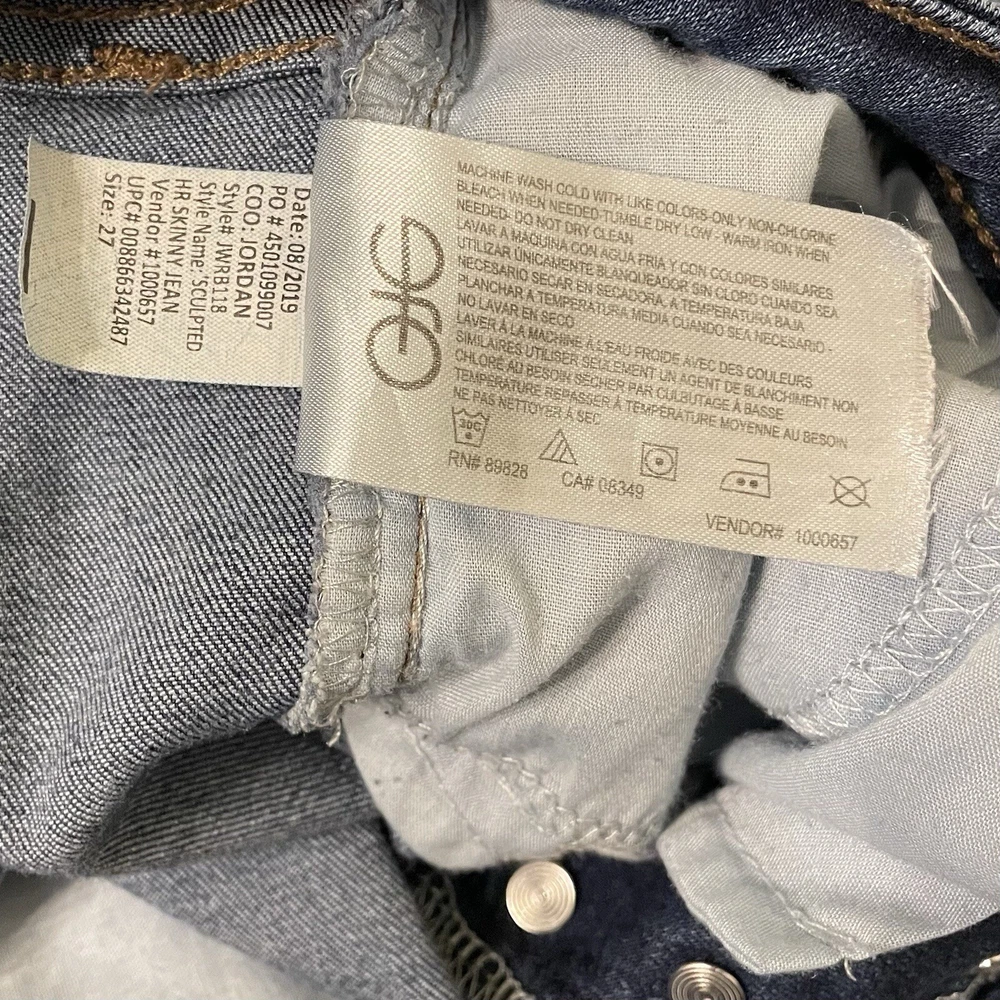 Date: 08/2019
PO # 4501099007
COO: JORDAN
Style# JWRB118
Style Name: 'SCULPTED
HR SKINNY JEAN
Vendor # 1000657
UPC# 00886634​2487
Size: 27
MACHINE WASH COLD WITH LIKE COLORS-ONLY NON-CHLORINE
BLEACH WHEN NEEDED-TUMBLE DRY LOW - WARM IRON WHEN
NEEDED- DO NOT DRY CLEAN
LAVAR A MAQUINA CON AGUA FRIA Y CON COLORES SIMILARES
UTILIZAR ÚNICAMENTE BLANQUEADOR SIN CLORO CUANDO SEA
NECESARIO SECAR EN SECADORA, A TEMPERATURA BAJA
PLANCHAR A TEMPERATURA MEDIA CUANDO SEA NECESARIO -
NO LAVAR EN SECO
LAVER À LA MACHINE À L'EAU FROIDE AVEC DES COULEURS
SIMILAIRES UTILISER SEULEMENT UN AGENT DE BLANCHIMENT NON
CHLORÉ AU BESOIN SÉCHER PAR CULBUTAGE À BASSE
TEMPÉRATURE REPASSER À TEMPÉRATURE MOYENNE AU BESOIN
NE PAS NETTOYER À SEC
30C
RN# 89828
CA# 08349
VENDOR# 1000657